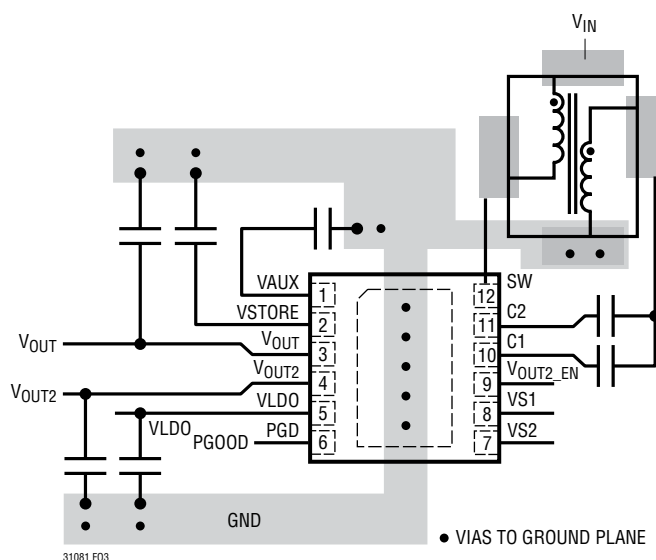 VIN
VAUX
VSTORE
VOUT
VOUT
VOUT2
VOUT2
VLDO
VLDO
PGD
PGOOD
1
2
3
4
5
6
SW
12
C2
11
C1
10
VOUT2_EN
9
VS1
8
VS2
7
GND
VIAS TO GROUND PLANE
31081 F03